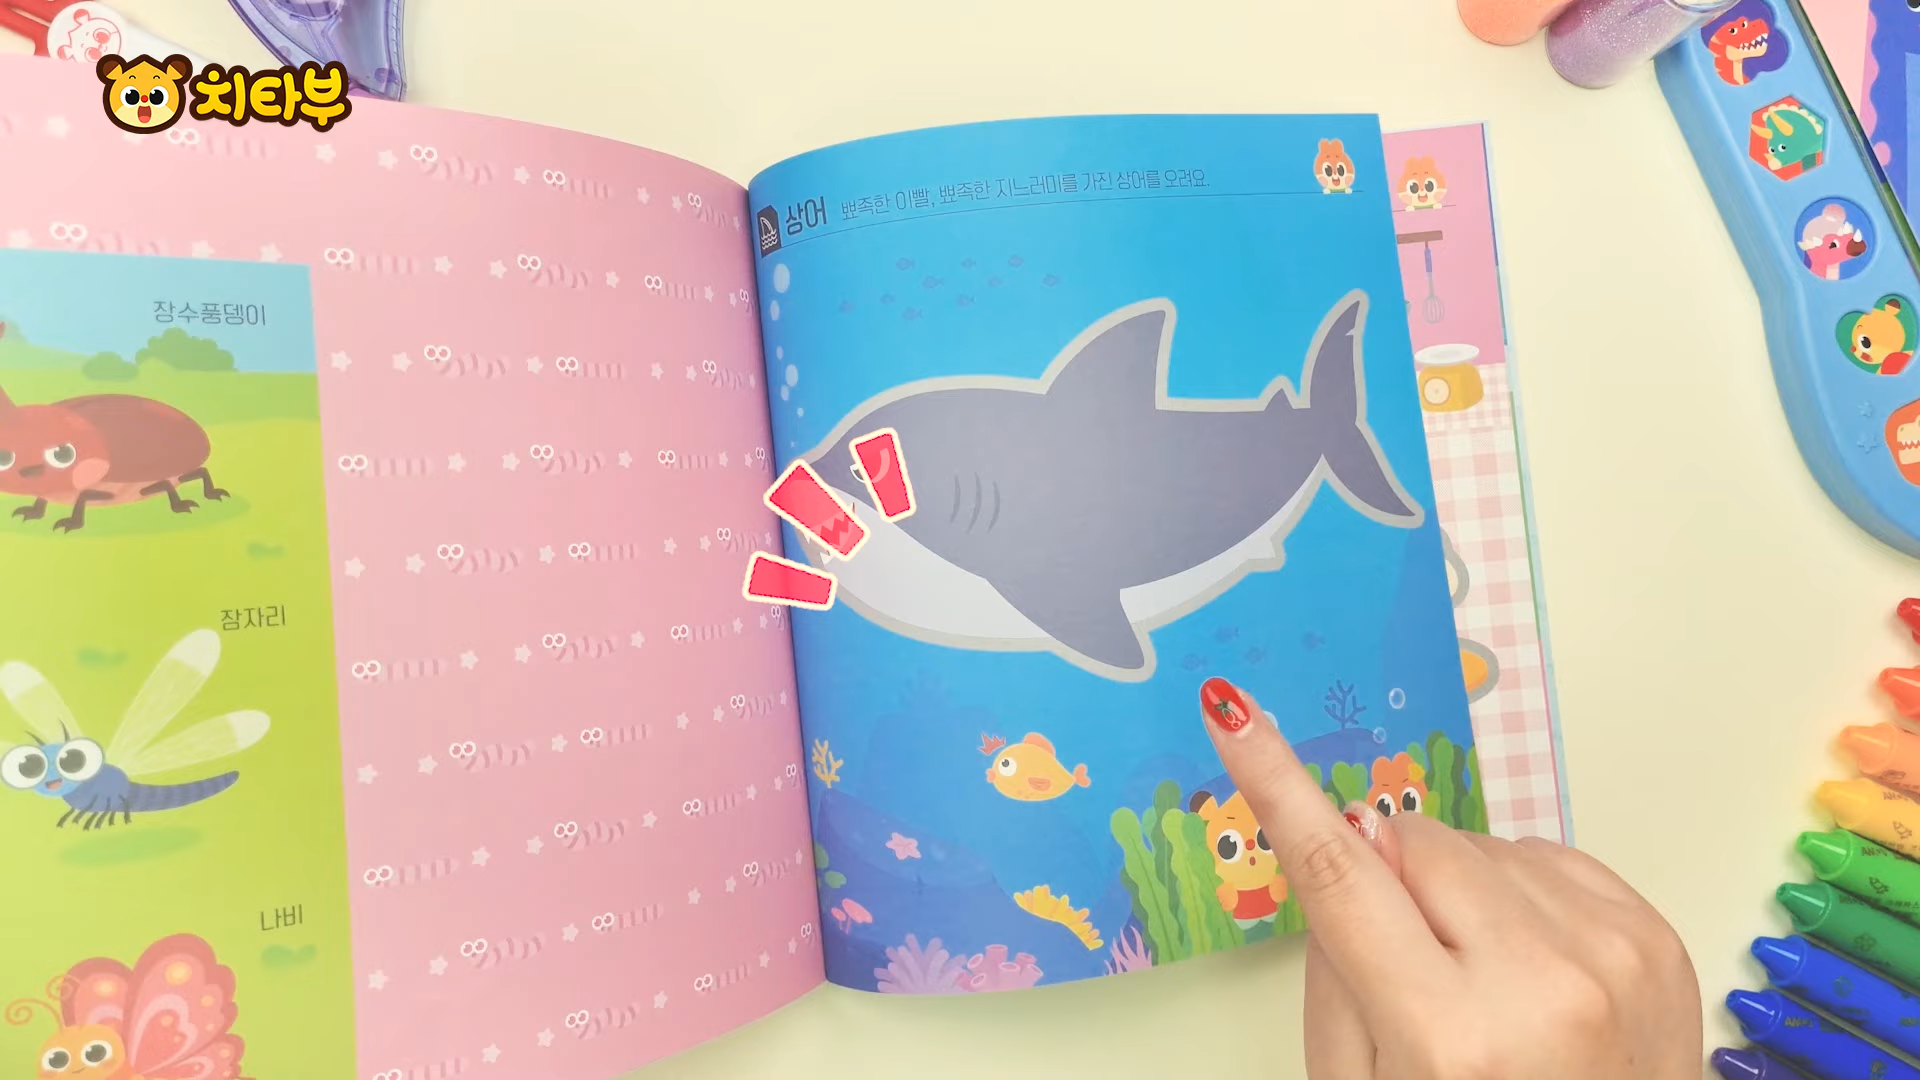 치타부
상어 뾰족한 이빨, 뾰족한 지느러미를 가진 상어를 오려요.
장수풍뎅이
잠자리
나비